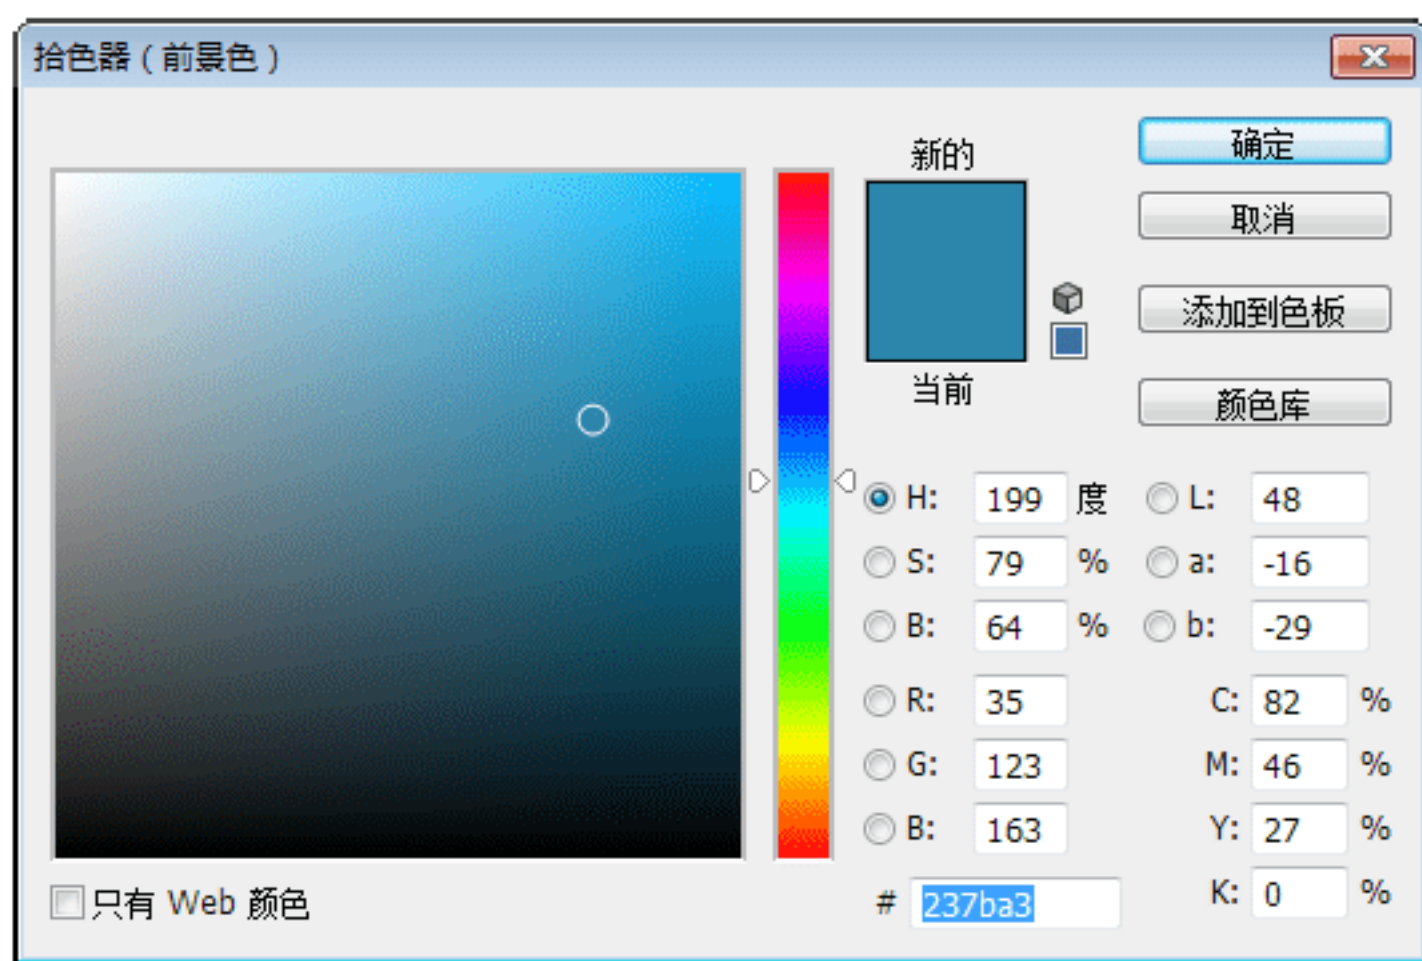 拾色器（前景色）
新的
当前
确定
取消
添加到色板
颜色库
H: 199 度
S: 79 %
B: 64 %
R: 35
G: 123
B: 163
# 237ba3
L: 48
a: -16
b: -29
C: 82 %
M: 46 %
Y: 27 %
K: 0 %
只有 Web 颜色